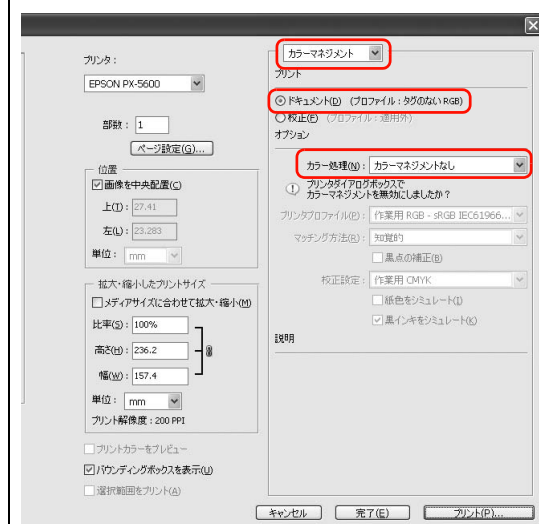 プリンタ：
EPSON PX-5600
部数： 1
ページ設定(G)...
位置
画像を中央配置(C)
上(T)： 27.41
左(L)： 23.283
単位： mm
拡大・縮小したプリントサイズ
メディアサイズに合わせて拡大・縮小(M)
比率(S)： 100%
高さ(H)： 236.2
幅(W)： 157.4
単位： mm
プリント解像度：200 PPI
プリントカラーをプレビュー
バウンディングボックスを表示(U)
選択範囲をプリント(A)
カラーマネジメント
プリント
ドキュメント(D) (プロファイル：タグのない RGB)
校正(F) (プロファイル：適用外)
オプション
カラー処理(N)： カラーマネジメントなし
プリンタダイアログボックスで
カラーマネジメントを無効にしましたか？
プリンタプロファイル(P)： 作業用 RGB - sRGB IEC61966...
マッチング方法(R)： 知覚的
黒点の補正(B)
校正設定： 作業用 CMYK
紙色をシミュレート(I)
黒インキをシミュレート(K)
説明
キャンセル 完了(E) プリント(P)...